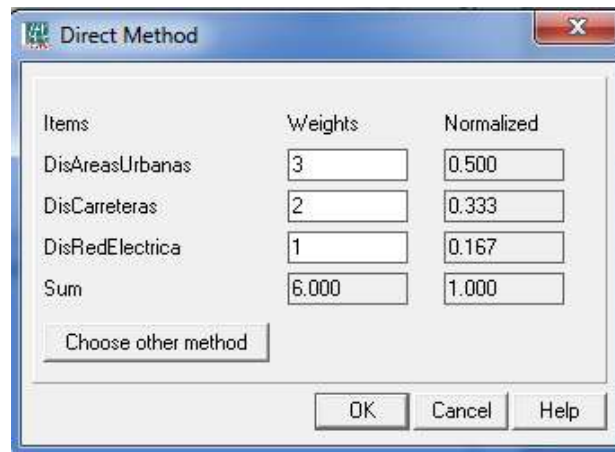 Direct Method
Items Weights Normalized
DisAreasUrbanas 3 0.500
DisCarreteras 2 0.333
DisRedElectrica 1 0.167
Sum 6.000 1.000
Choose other method
OK Cancel Help